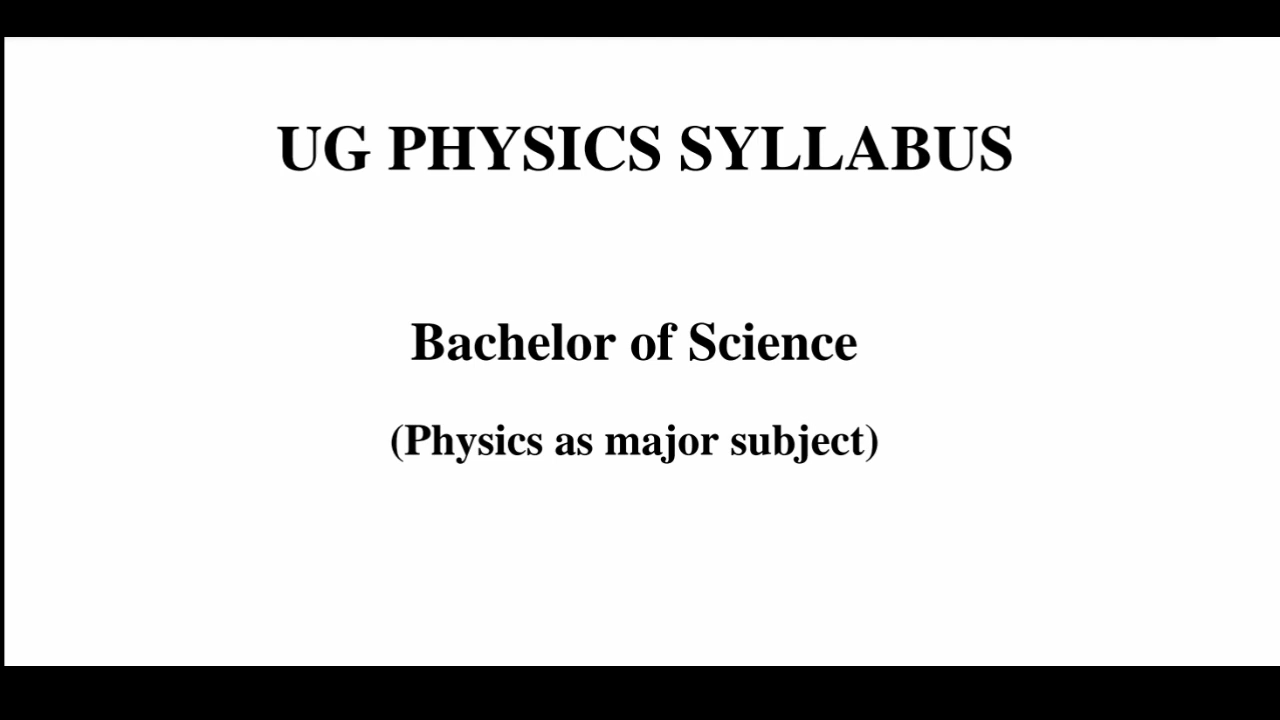 UG PHYSICS SYLLABUS
Bachelor of Science
(Physics as major subject)